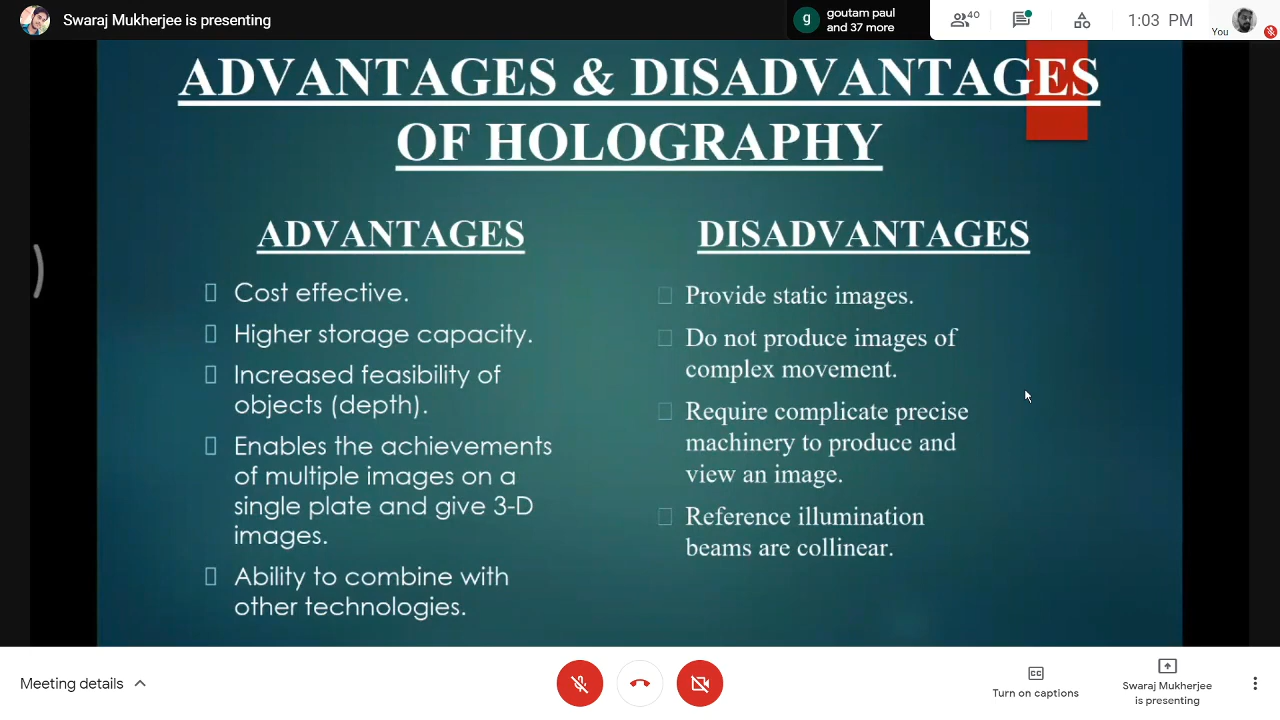 Swaraj Mukherjee is presenting
g
goutam paul
and 37 more
40
1:03 PM
You
ADVANTAGES & DISADVANTAGES
OF HOLOGRAPHY
ADVANTAGES
Cost effective.
Higher storage capacity.
Increased feasibility of
objects (depth).
Enables the achievements
of multiple images on a
single plate and give 3-D
images.
Ability to combine with
other technologies.
DISADVANTAGES
Provide static images.
Do not produce images of
complex movement.
Require complicate precise
machinery to produce and
view an image.
Reference illumination
beams are collinear.
Meeting details
CC
Turn on captions
Swaraj Mukherjee
is presenting